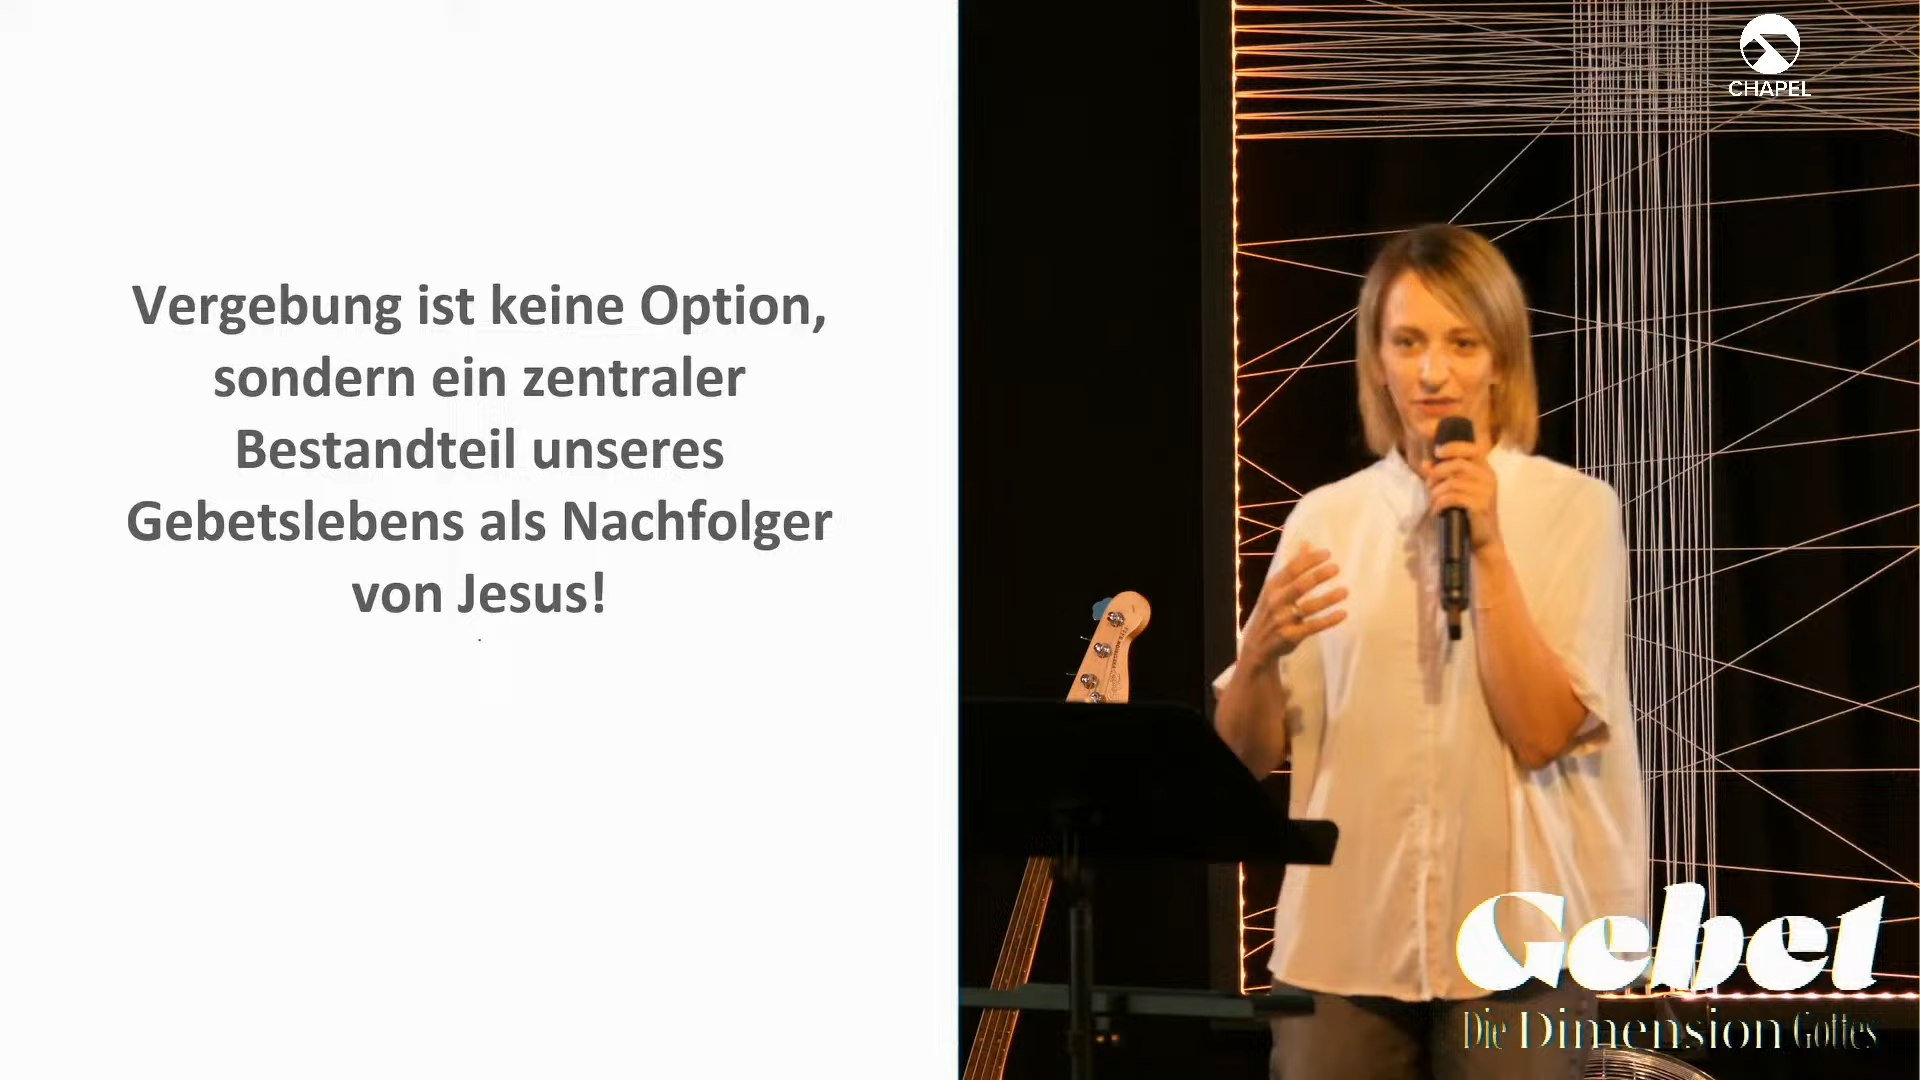 Vergebung ist keine Option,
sondern ein zentraler
Bestandteil unseres
Gebetslebens als Nachfolger
von Jesus!
CHAPEL
Gebet
Die Dimension Gottes